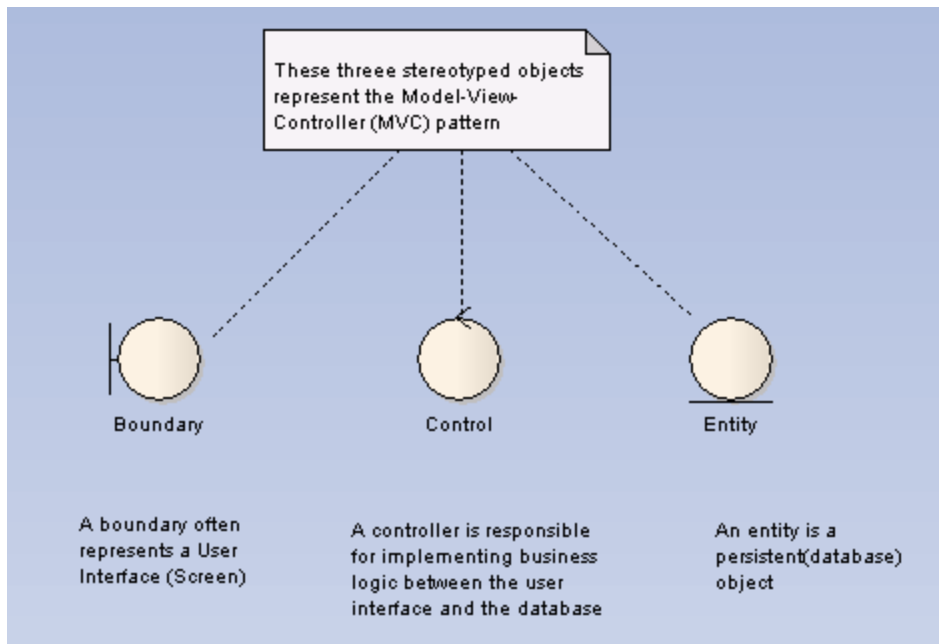 These threee stereotyped objects
represent the Model-View-
Controller (MVC) pattern
Boundary
Control
Entity
A boundary often
represents a User
Interface (Screen)
A controller is responsible
for implementing business
logic between the user
interface and the database
An entity is a
persistent(database)
object